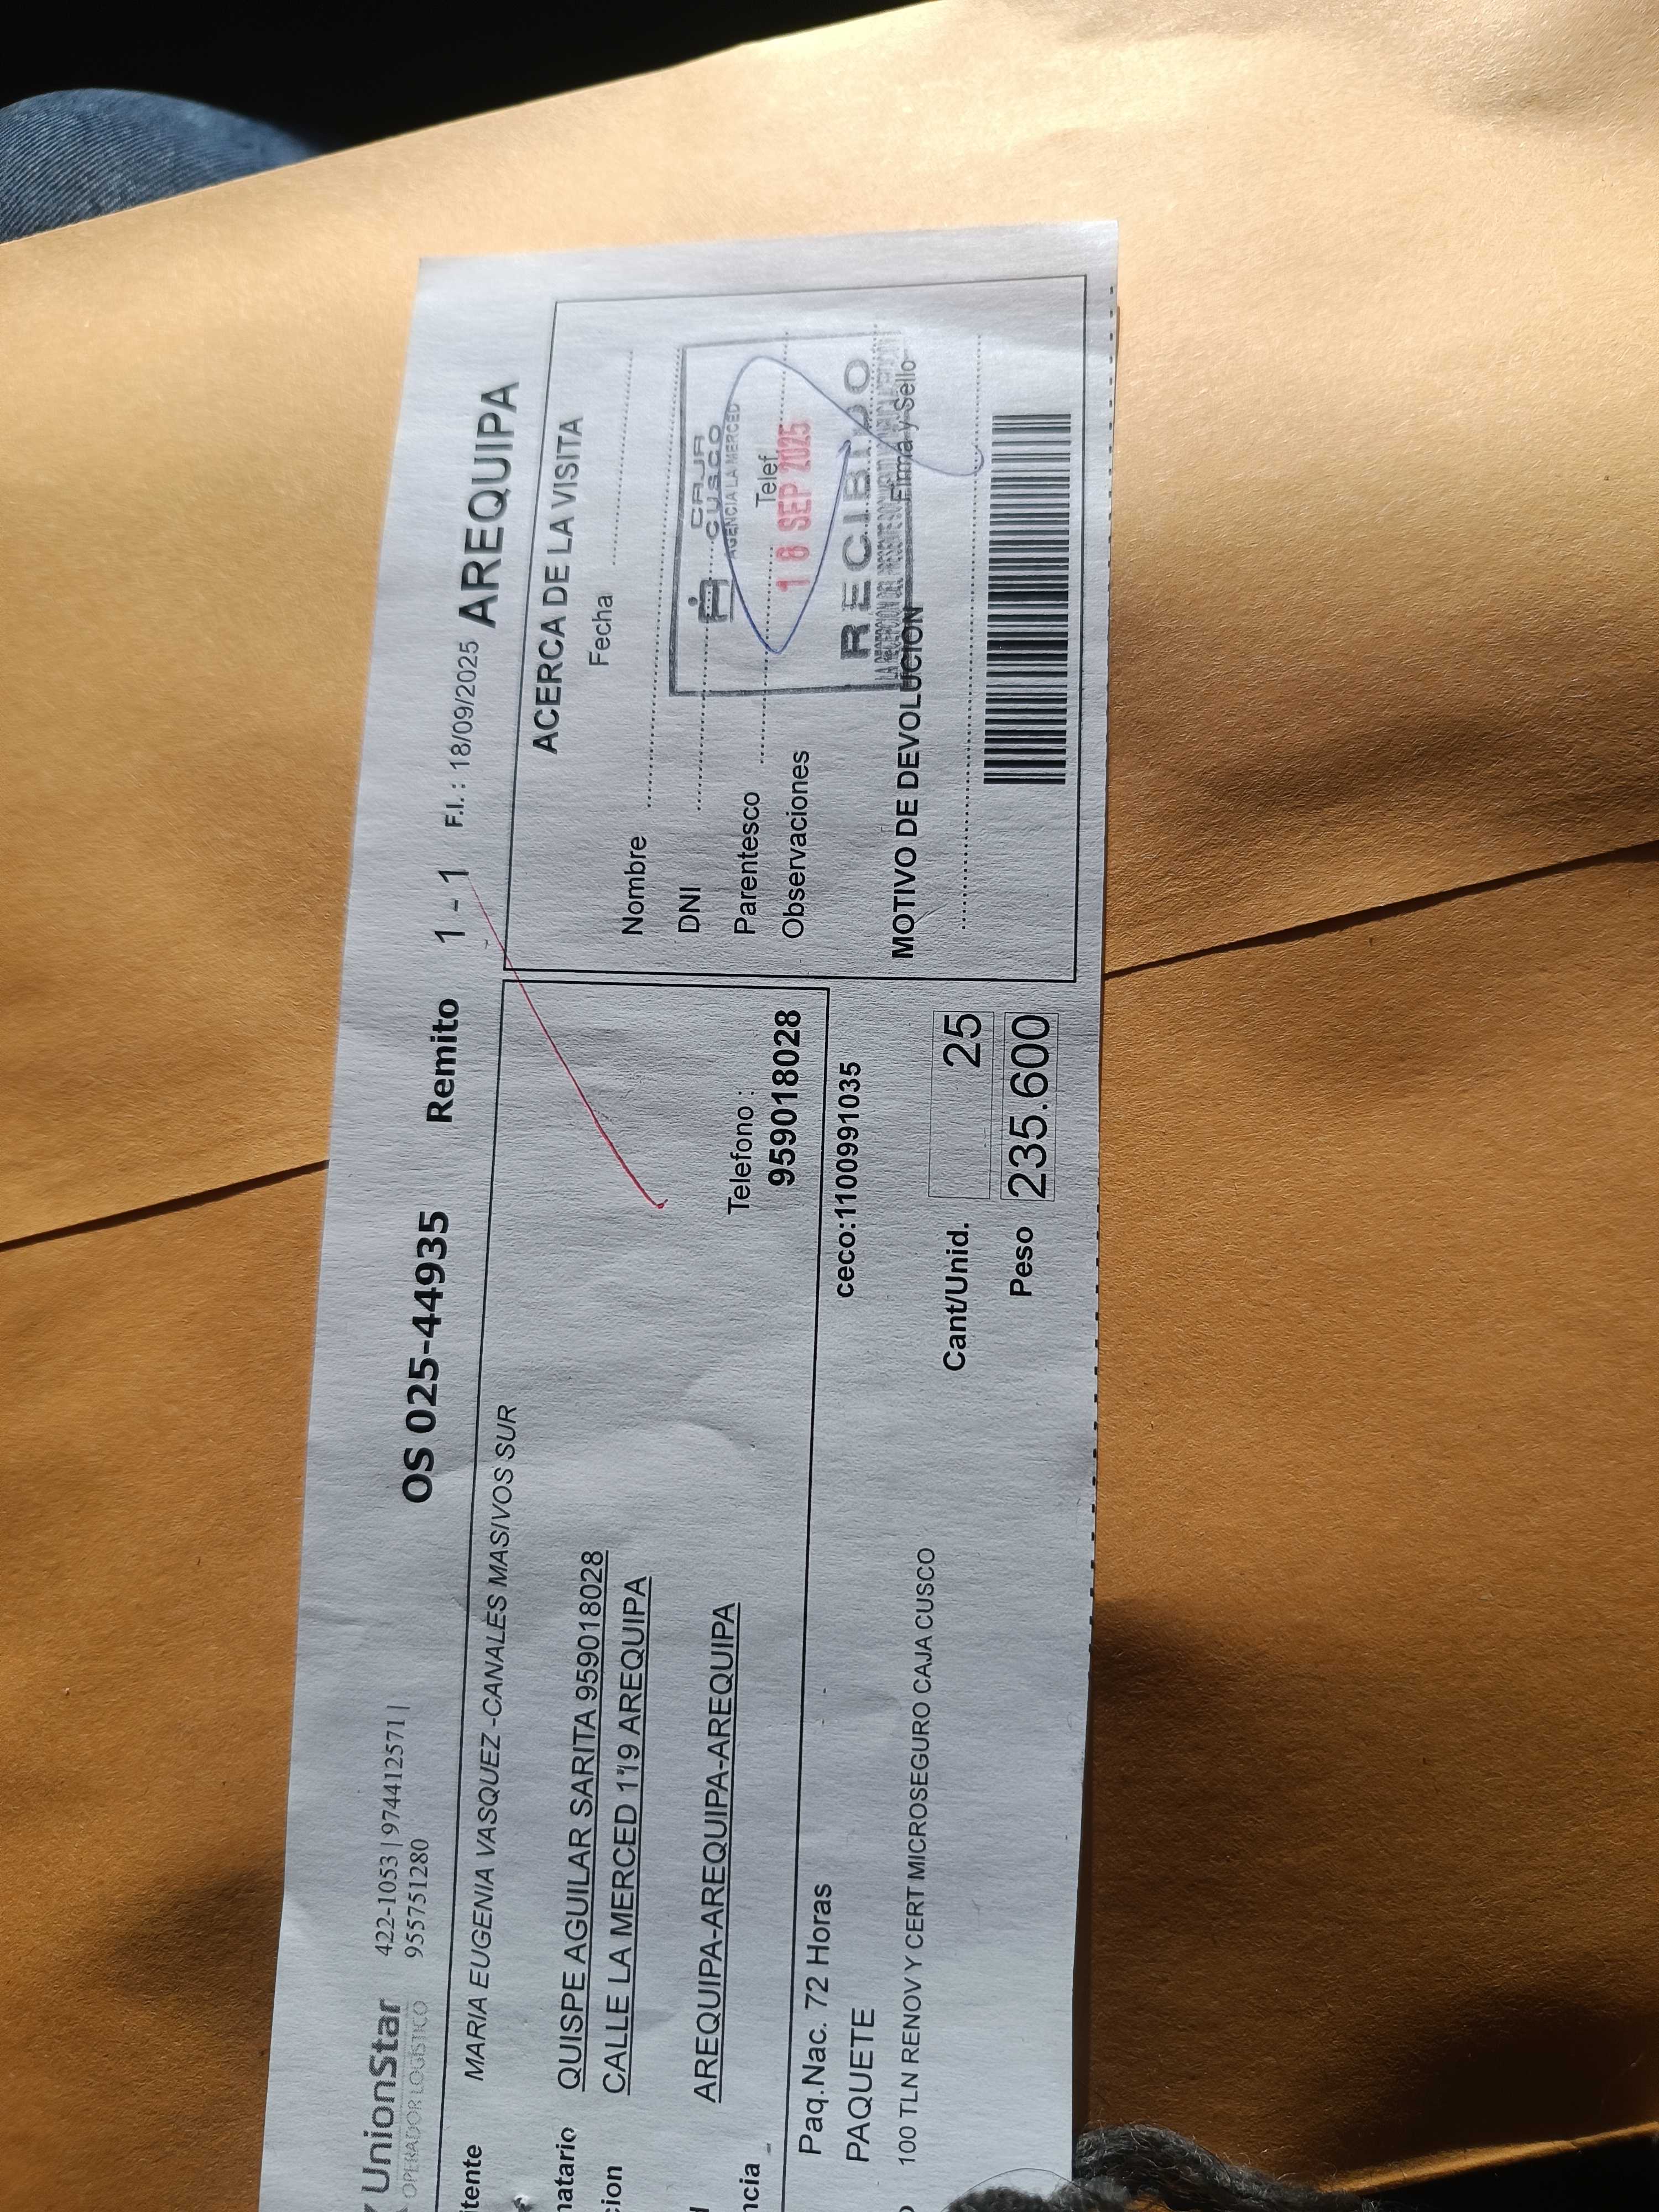 UnionStar
OPERADOR LOGÍSTICO
422-1053 | 974412571 |
955751280
OS 025-44935
Remito 1 - 1 F.I.: 18/09/2025 AREQUIPA
MARIA EUGENIA VASQUEZ -CANALES MASIVOS SUR
QUISPE AGUILAR SARITA 959018028
CALLE LA MERCED 119 AREQUIPA
AREQUIPA-AREQUIPA-AREQUIPA
Telefono :
959018028
Paq.Nac. 72 Horas
ceco:1100991035
PAQUETE
100 TLN RENOV Y CERT MICROSEGURO CAJA CUSCO
Cant/Unid. 25
Peso 235.600
ACERCA DE LA VISITA
Fecha
Nombre
DNI
Parentesco
Telef
Observaciones
CAJA
CUSCO
AGENCIA LA MERCED
SEP 2025
RECIBIDO
Firma y Sello
MOTIVO DE DEVOLUCION